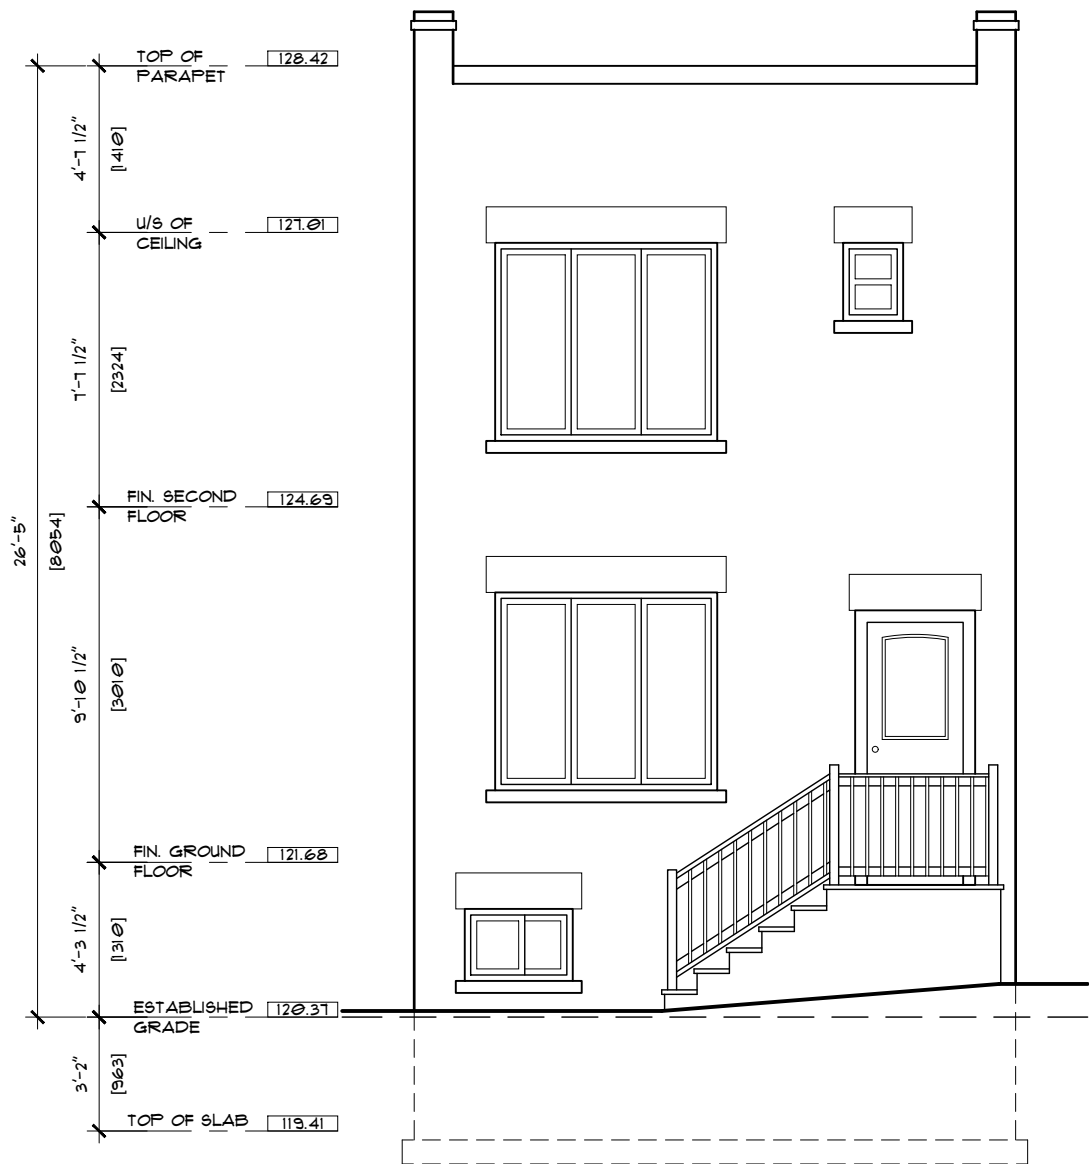 TOP OF 128.42
PARAPET
4'-7 1/2"
[1410]
U/S OF 127.01
CEILING
7'-7 1/2"
[2324]
FIN. SECOND 124.69
FLOOR
26'-5"
[8054]
9'-10 1/2"
[3010]
FIN. GROUND 121.68
FLOOR
4'-3 1/2"
[1310]
ESTABLISHED 120.37
GRADE
3'-2"
[963]
TOP OF SLAB 119.41